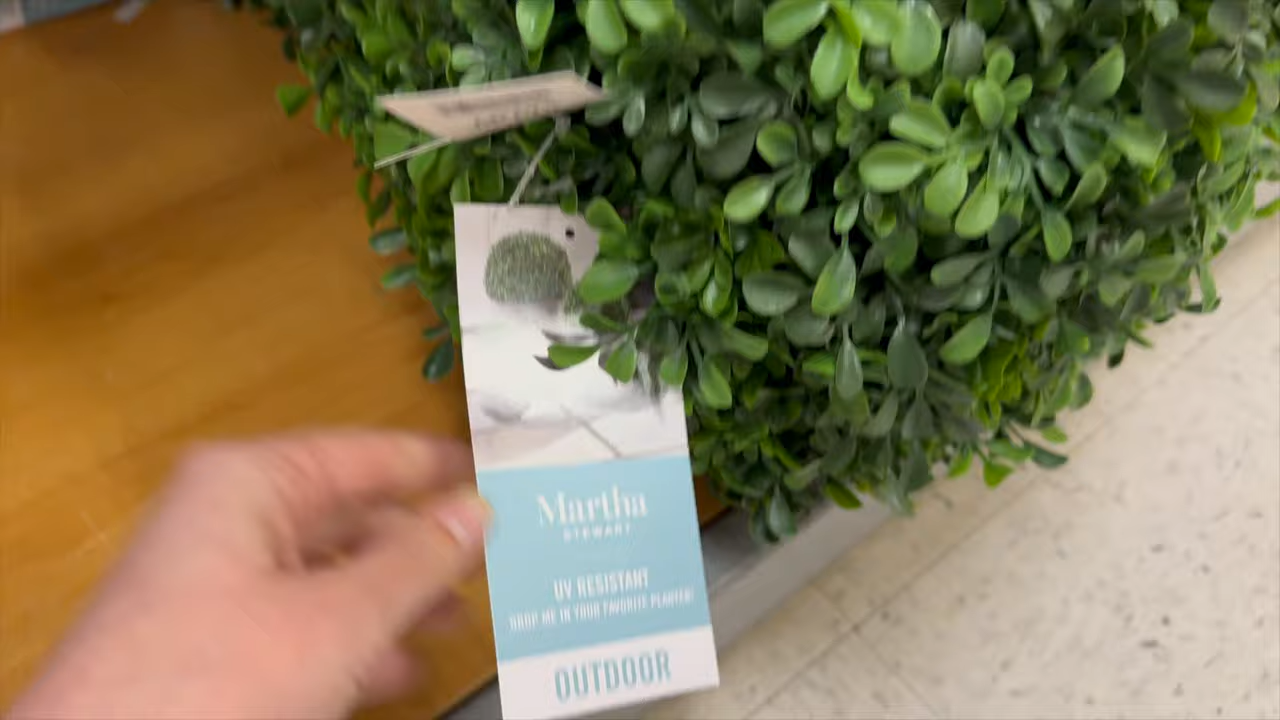 Martha
STEWART
UV RESISTANT
DROP ME IN YOUR FAVORITE PLANTER!
OUTDOOR